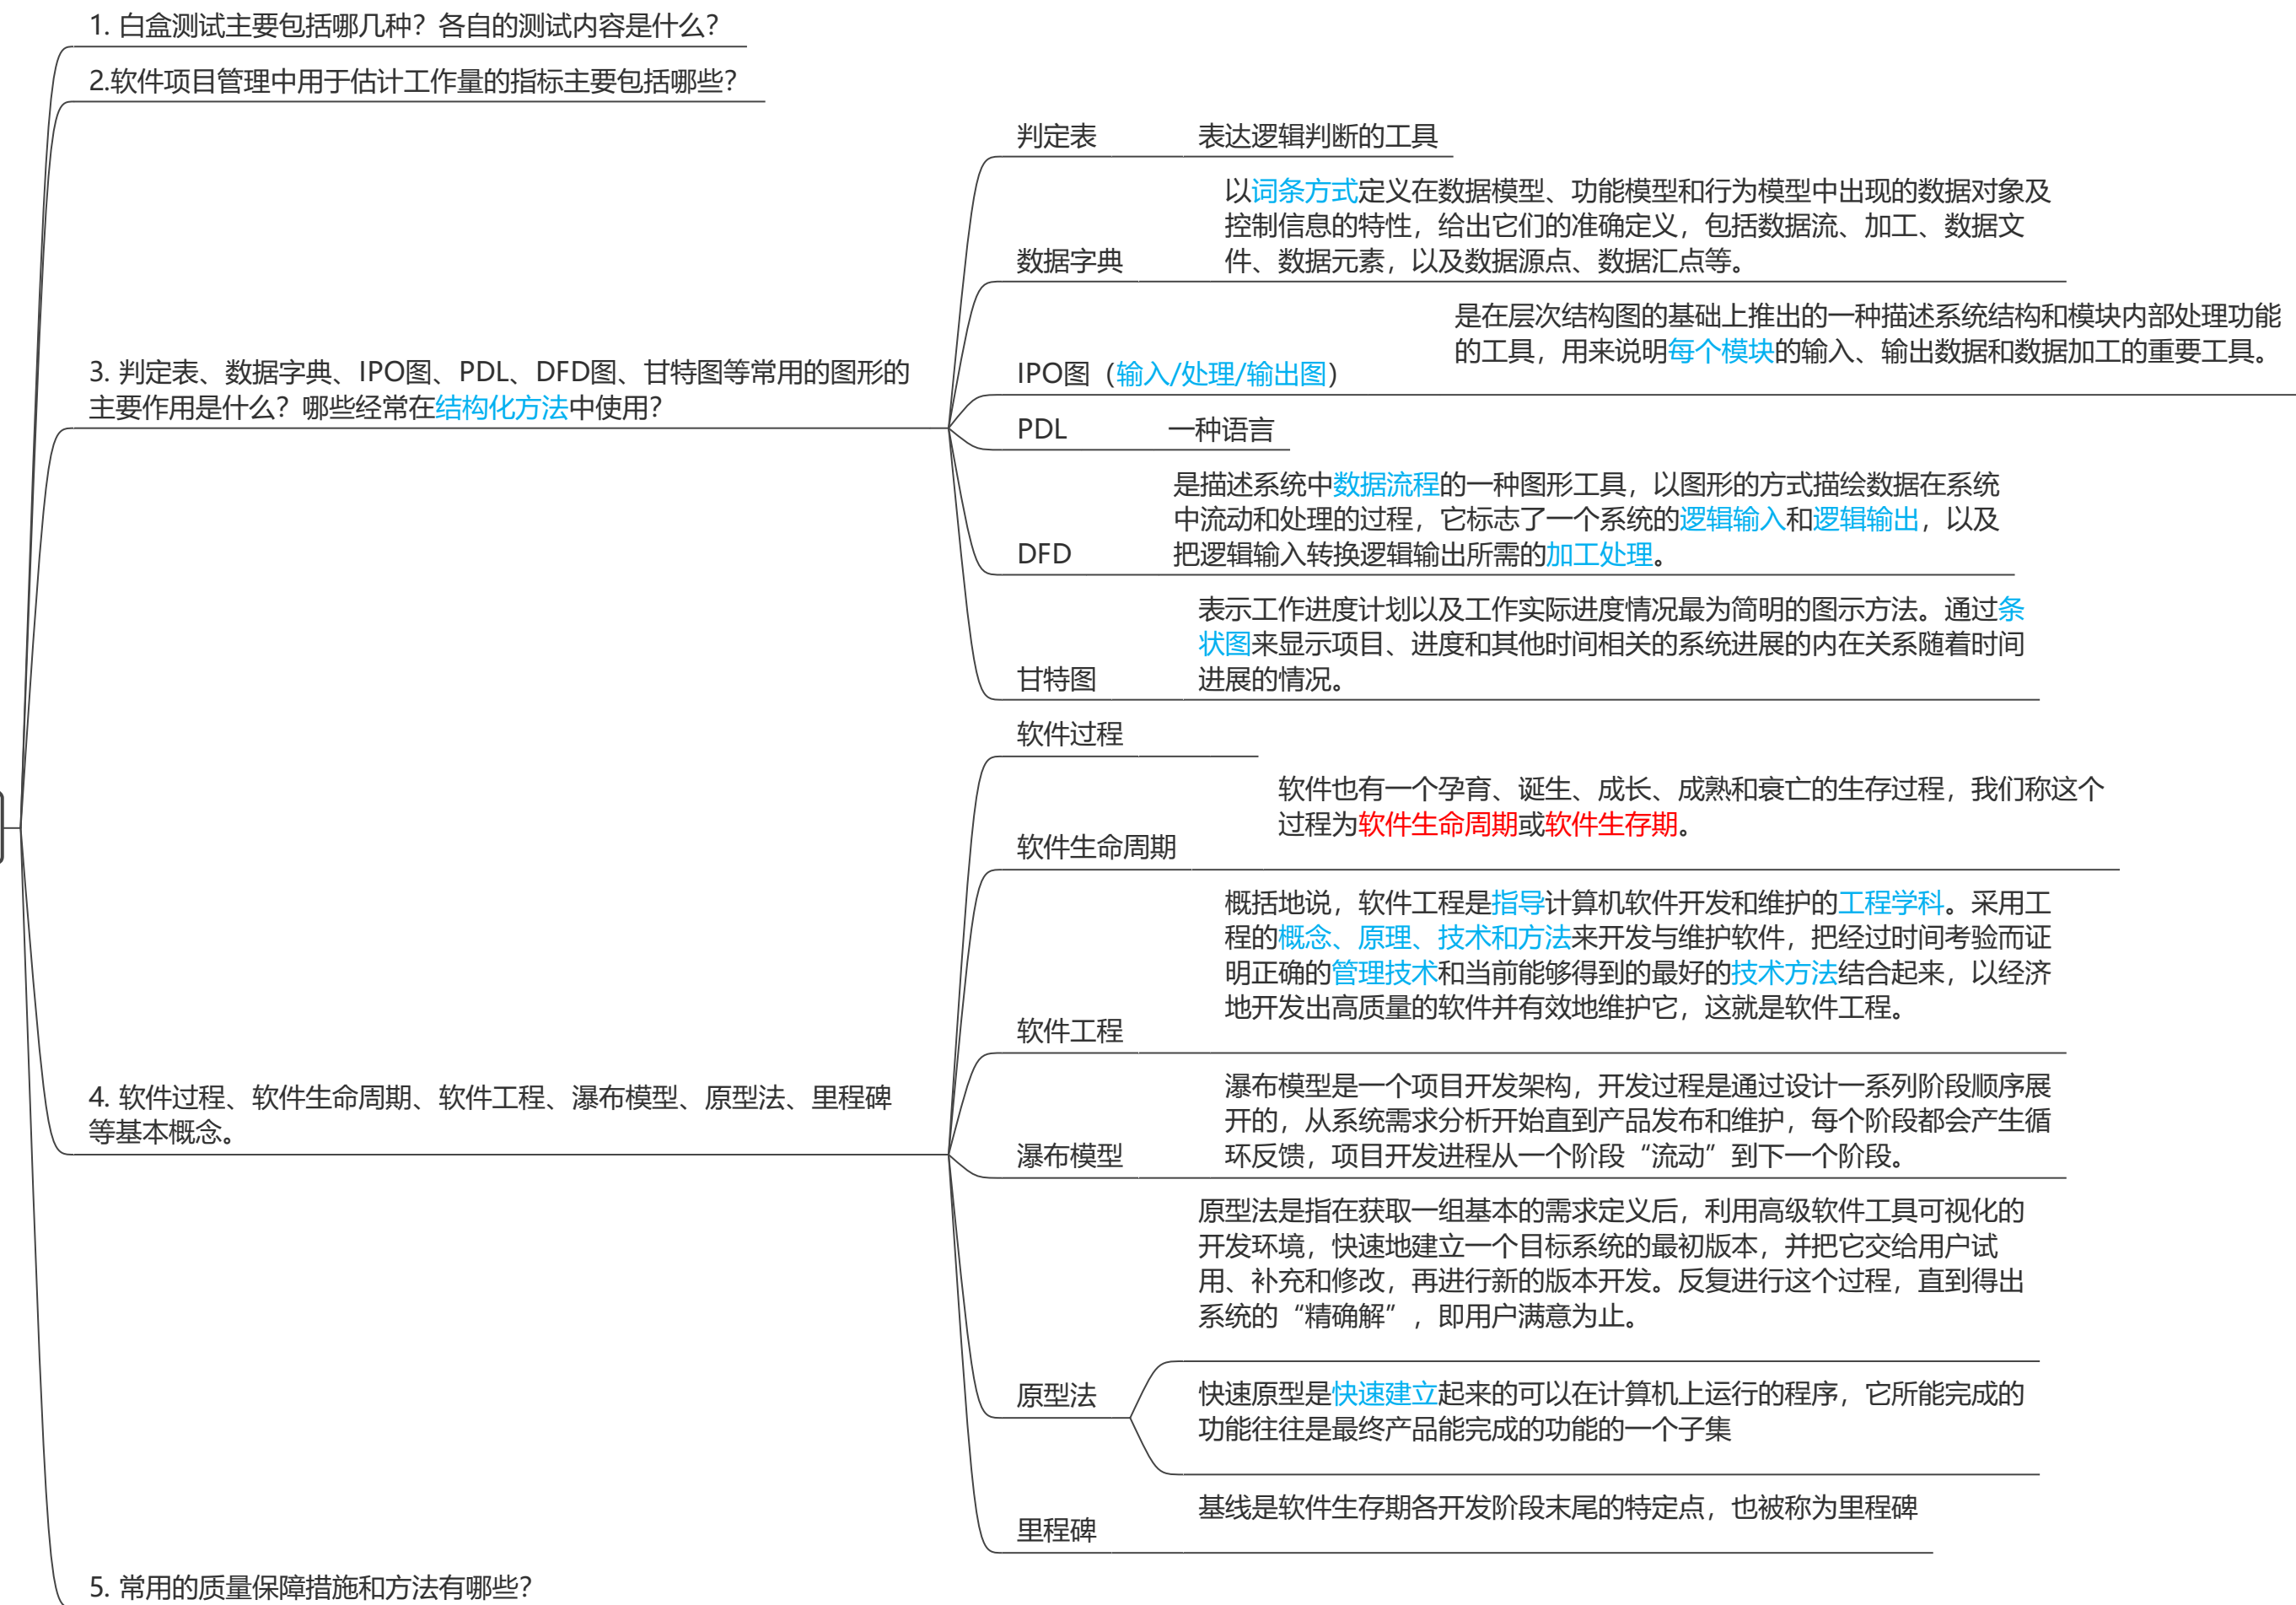 1. 白盒测试主要包括哪几种？各自的测试内容是什么？
2.软件项目管理中用于估计工作量的指标主要包括哪些？
3. 判定表、数据字典、IPO图、PDL、DFD图、甘特图等常用的图形的
主要作用是什么？哪些经常在结构化方法中使用？
判定表
表达逻辑判断的工具
数据字典
以词条方式定义在数据模型、功能模型和行为模型中出现的数据对象及
控制信息的特性，给出它们的准确定义，包括数据流、加工、数据文
件、数据元素，以及数据源点、数据汇点等。
IPO图（输入/处理/输出图）
是在层次结构图的基础上推出的一种描述系统结构和模块内部处理功能
的工具，用来说明每个模块的输入、输出数据和数据加工的重要工具。
PDL
一种语言
DFD
是描述系统中数据流程的一种图形工具，以图形的方式描绘数据在系统
中流动和处理的过程，它标志了一个系统的逻辑输入和逻辑输出，以及
把逻辑输入转换逻辑输出所需的加工处理。
甘特图
表示工作进度计划以及工作实际进度情况最为简明的图示方法。通过条
状图来显示项目、进度和其他时间相关的系统进展的内在关系随着时间
进展的情况。
4. 软件过程、软件生命周期、软件工程、瀑布模型、原型法、里程碑
等基本概念。
软件过程
软件生命周期
软件也有一个孕育、诞生、成长、成熟和衰亡的生存过程，我们称这个
过程为软件生命周期或软件生存期。
软件工程
概括地说，软件工程是指导计算机软件开发和维护的工程学科。采用工
程的概念、原理、技术和方法来开发与维护软件，把经过时间考验而证
明正确的管理技术和当前能够得到的最好的技术方法结合起来，以经济
地开发出高质量的软件并有效地维护它，这就是软件工程。
瀑布模型
瀑布模型是一个项目开发架构，开发过程是通过设计一系列阶段顺序展
开的，从系统需求分析开始直到产品发布和维护，每个阶段都会产生循
环反馈，项目开发进程从一个阶段“流动”到下一个阶段。
原型法
原型法是指在获取一组基本的需求定义后，利用高级软件工具可视化的
开发环境，快速地建立一个目标系统的最初版本，并把它交给用户试
用、补充和修改，再进行新的版本开发。反复进行这个过程，直到得出
系统的“精确解”，即用户满意为止。
快速原型是快速建立起来的可以在计算机上运行的程序，它所能完成的
功能往往是最终产品能完成的功能的一个子集
里程碑
基线是软件生存期各开发阶段末尾的特定点，也被称为里程碑
5. 常用的质量保障措施和方法有哪些？